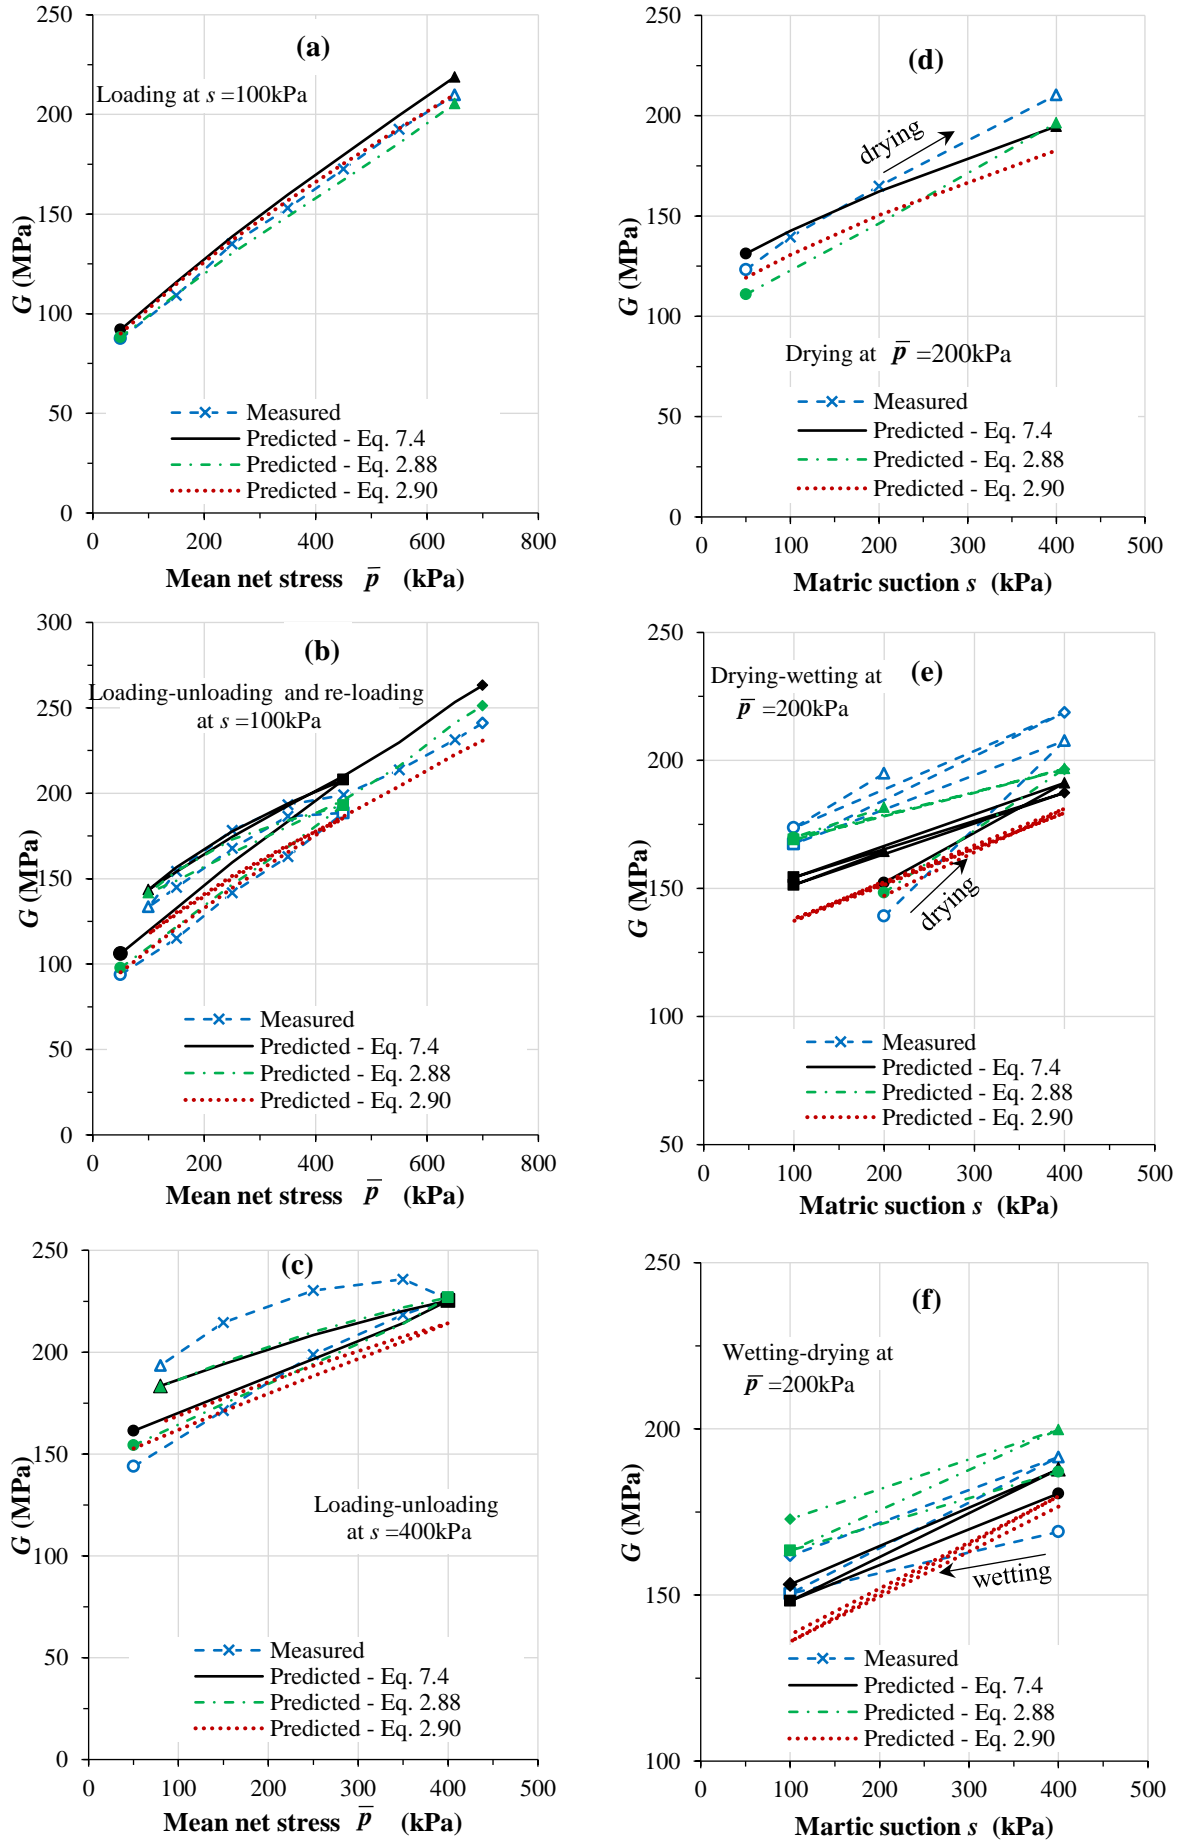 (a)
Loading at s =100kPa
G (MPa)
250
200
150
100
50
0
Measured
Predicted - Eq. 7.4
Predicted - Eq. 2.88
Predicted - Eq. 2.90
0 200 400 600 800
Mean net stress p̅ (kPa)
(d)
drying
G (MPa)
250
200
150
100
50
0
Drying at p̅ =200kPa
Measured
Predicted - Eq. 7.4
Predicted - Eq. 2.88
Predicted - Eq. 2.90
0 100 200 300 400 500
Matric suction s (kPa)
(b)
Loading-unloading and re-loading
at s =100kPa
G (MPa)
300
250
200
150
100
50
0
Measured
Predicted - Eq. 7.4
Predicted - Eq. 2.88
Predicted - Eq. 2.90
0 200 400 600 800
Mean net stress p̅ (kPa)
(e)
Drying-wetting at
p̅ =200kPa
drying
G (MPa)
250
200
150
100
50
Measured
Predicted - Eq. 7.4
Predicted - Eq. 2.88
Predicted - Eq. 2.90
0 100 200 300 400 500
Matric suction s (kPa)
(c)
G (MPa)
250
200
150
100
50
0
Loading-unloading
at s =400kPa
Measured
Predicted - Eq. 7.4
Predicted - Eq. 2.88
Predicted - Eq. 2.90
0 100 200 300 400 500
Mean net stress p̅ (kPa)
(f)
Wetting-drying at
p̅ =200kPa
wetting
G (MPa)
250
200
150
100
Measured
Predicted - Eq. 7.4
Predicted - Eq. 2.88
Predicted - Eq. 2.90
0 100 200 300 400 500
Martic suction s (kPa)